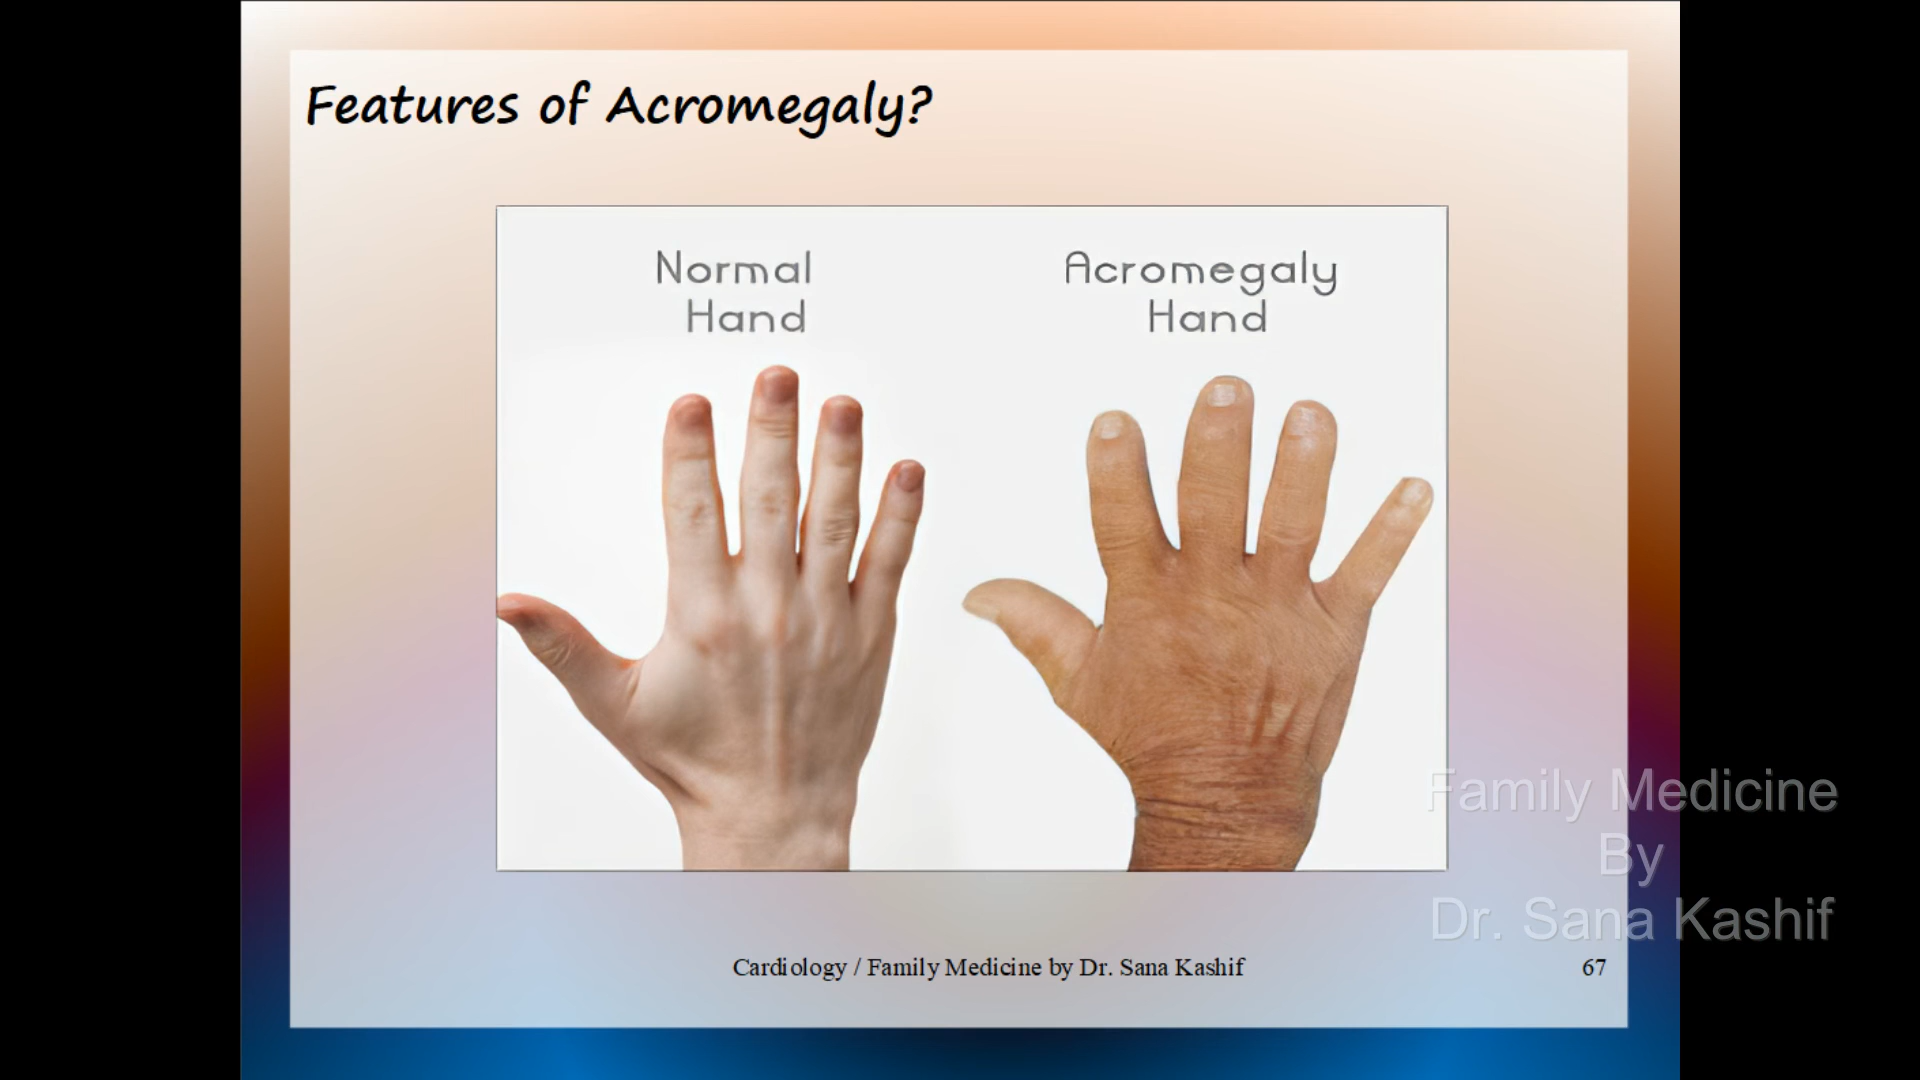 Features of Acromegaly?
Normal
Hand
Acromegaly
Hand
Family Medicine
By
Dr. Sana Kashif
Cardiology / Family Medicine by Dr. Sana Kashif
67